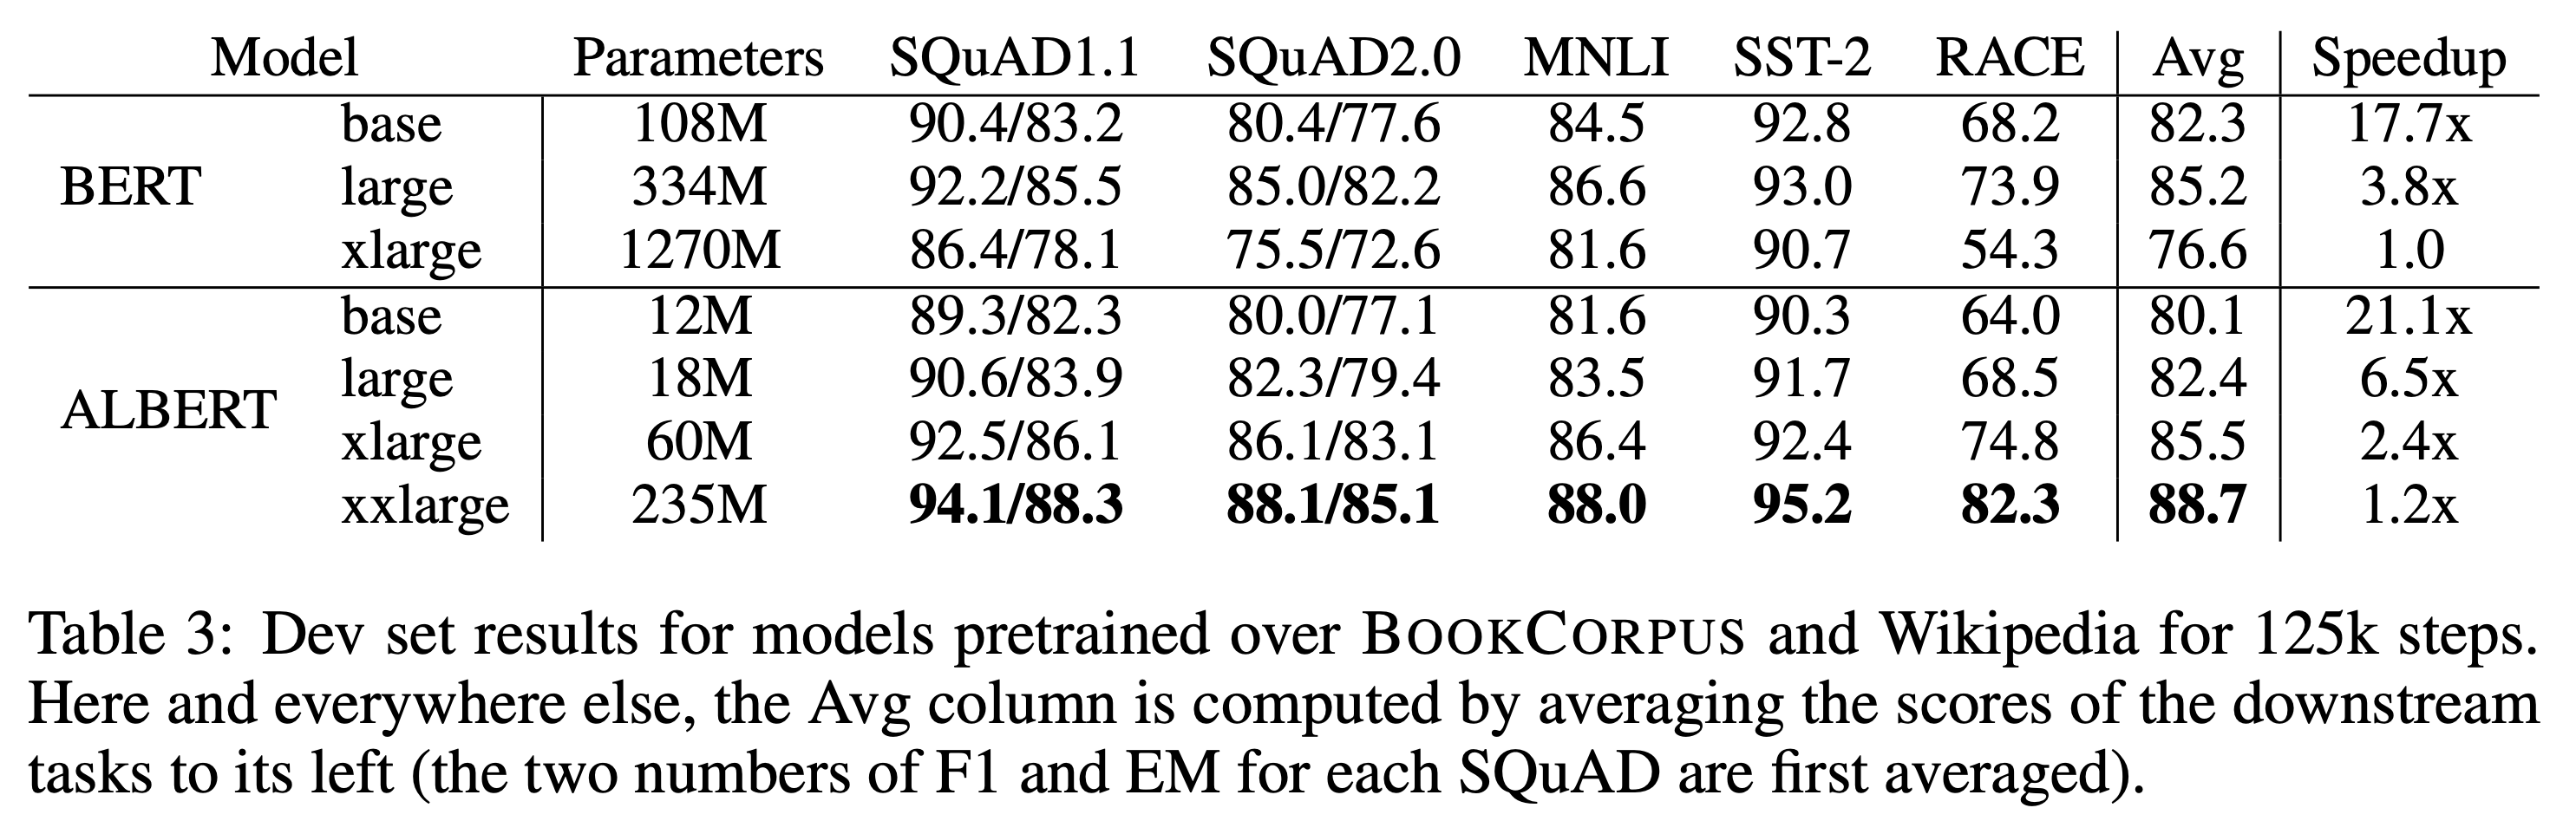 Model Parameters SQuAD1.1 SQuAD2.0 MNLI SST-2 RACE Avg Speedup
base 108M 90.4/83.2 80.4/77.6 84.5 92.8 68.2 82.3 17.7x
BERT large 334M 92.2/85.5 85.0/82.2 86.6 93.0 73.9 85.2 3.8x
xlarge 1270M 86.4/78.1 75.5/72.6 81.6 90.7 54.3 76.6 1.0
base 12M 89.3/82.3 80.0/77.1 81.6 90.3 64.0 80.1 21.1x
large 18M 90.6/83.9 82.3/79.4 83.5 91.7 68.5 82.4 6.5x
ALBERT
xlarge 60M 92.5/86.1 86.1/83.1 86.4 92.4 74.8 85.5 2.4x
xxlarge 235M 94.1/88.3 88.1/85.1 88.0 95.2 82.3 88.7 1.2x
Table 3: Dev set results for models pretrained over BOOKCORPUS and Wikipedia for 125k steps.
Here and everywhere else, the Avg column is computed by averaging the scores of the downstream
tasks to its left (the two numbers of F1 and EM for each SQuAD are first averaged).